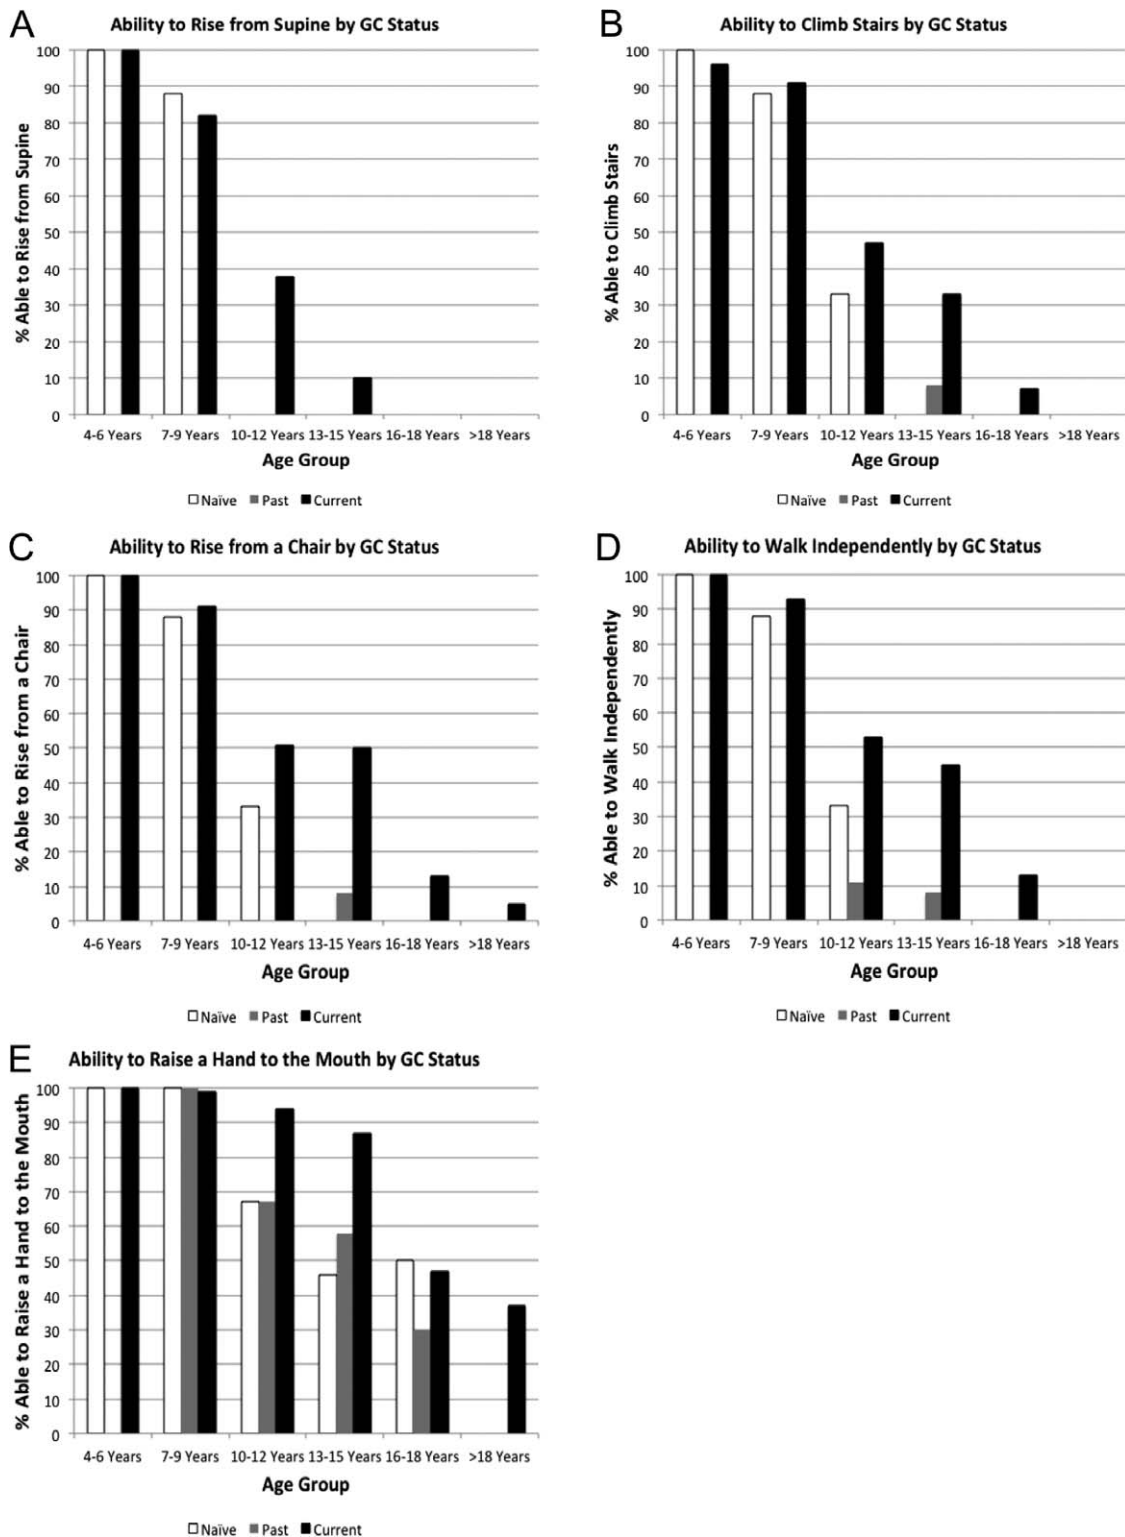 A
Ability to Rise from Supine by GC Status
% Able to Rise from Supine
100
90
80
70
60
50
40
30
20
10
0
4-6 Years 7-9 Years 10-12 Years 13-15 Years 16-18 Years >18 Years
Age Group
Naïve Past Current
B
Ability to Climb Stairs by GC Status
% Able to Climb Stairs
100
90
80
70
60
50
40
30
20
10
0
4-6 Years 7-9 Years 10-12 Years 13-15 Years 16-18 Years >18 Years
Age Group
Naïve Past Current
C
Ability to Rise from a Chair by GC Status
% Able to Rise from a Chair
100
90
80
70
60
50
40
30
20
10
0
4-6 Years 7-9 Years 10-12 Years 13-15 Years 16-18 Years >18 Years
Age Group
Naïve Past Current
D
Ability to Walk Independently by GC Status
% Able to Walk Independently
100
90
80
70
60
50
40
30
20
10
0
4-6 Years 7-9 Years 10-12 Years 13-15 Years 16-18 Years >18 Years
Age Group
Naïve Past Current
E
Ability to Raise a Hand to the Mouth by GC Status
% Able to Raise a Hand to the Mouth
100
90
80
70
60
50
40
30
20
10
0
4-6 Years 7-9 Years 10-12 Years 13-15 Years 16-18 Years >18 Years
Age Group
Naïve Past Current